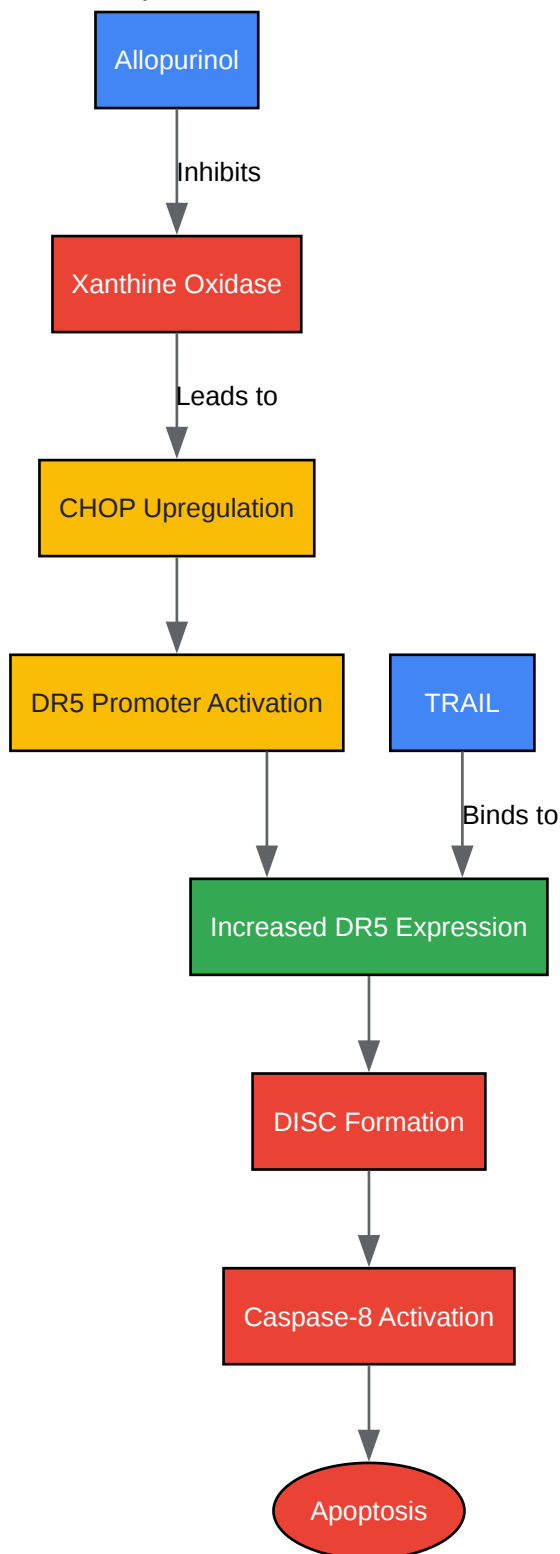 Allopurinol
Inhibits
Xanthine Oxidase
Leads to
CHOP Upregulation
DR5 Promoter Activation
TRAIL
Binds to
Increased DR5 Expression
DISC Formation
Caspase-8 Activation
Apoptosis